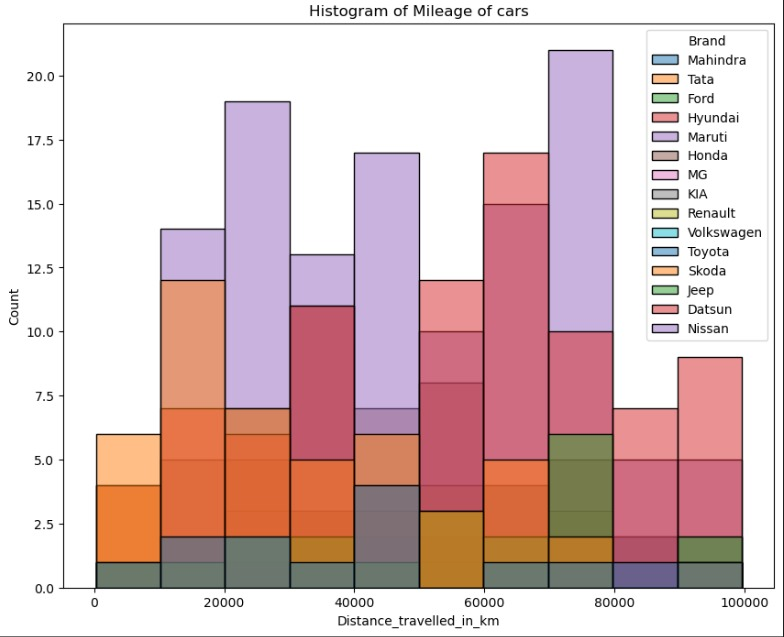 Histogram of Mileage of cars
Brand
Mahindra
Tata
Ford
Hyundai
Maruti
Honda
MG
KIA
Renault
Volkswagen
Toyota
Skoda
Jeep
Datsun
Nissan
Count
20.0
17.5
15.0
12.5
10.0
7.5
5.0
2.5
0.0
0 20000 40000 60000 80000 100000
Distance_travelled_in_km